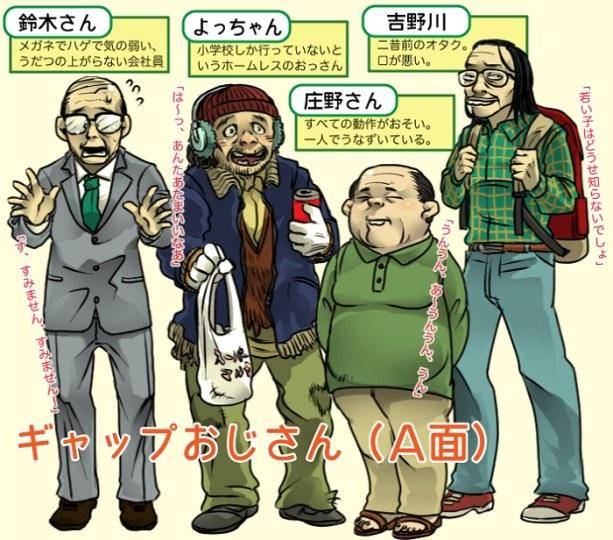 鈴木さん
メガネでハゲで気の弱い、
うだつの上がらない会社員
よっちゃん
小学校しか行っていないと
いうホームレスのおっさん
庄野さん
すべての動作がおそい。
一人でうなずいている。
吉野川
二昔前のオタク。
口が悪い。
「す、すみません、すみません!」
「は〜っ、あんたあたまいいなあ」
「うんうん、あ〜うんうん、うん」
「若い子はどうせ知らないでしょ」
スーパー
マルシ
ギャップおじさん(A面)